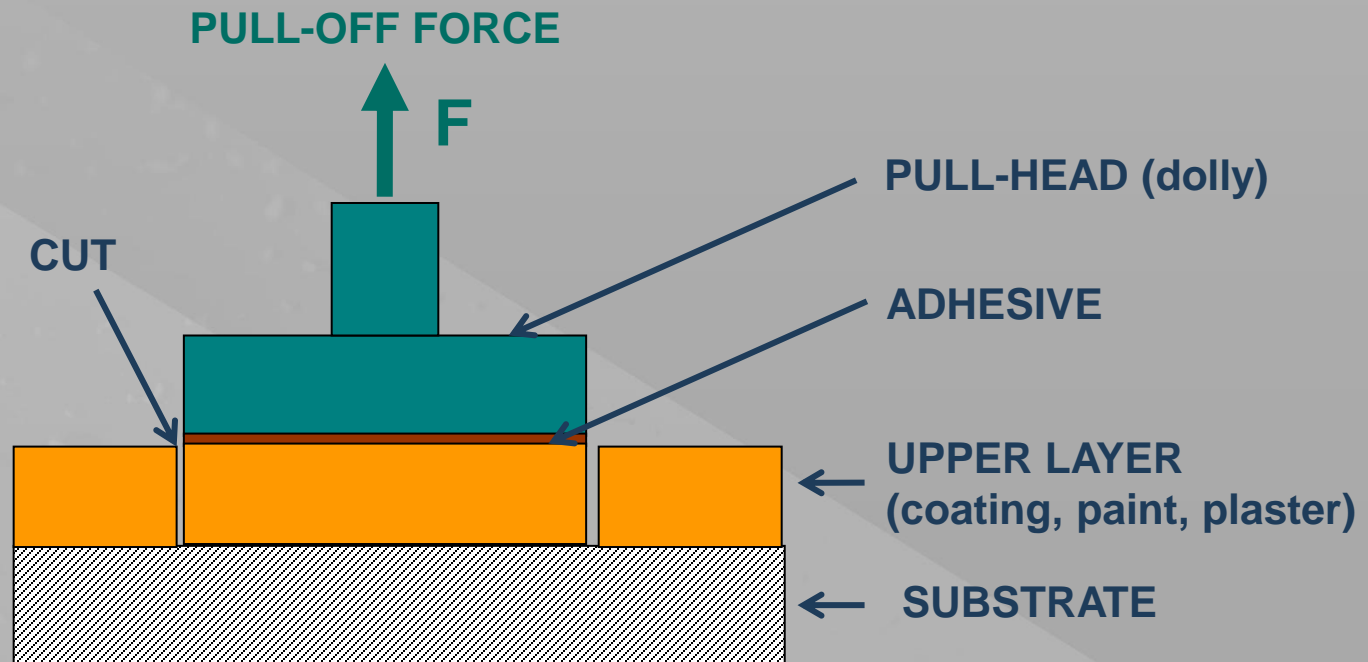 PULL-OFF FORCE
F
PULL-HEAD (dolly)
CUT
ADHESIVE
UPPER LAYER
(coating, paint, plaster)
SUBSTRATE